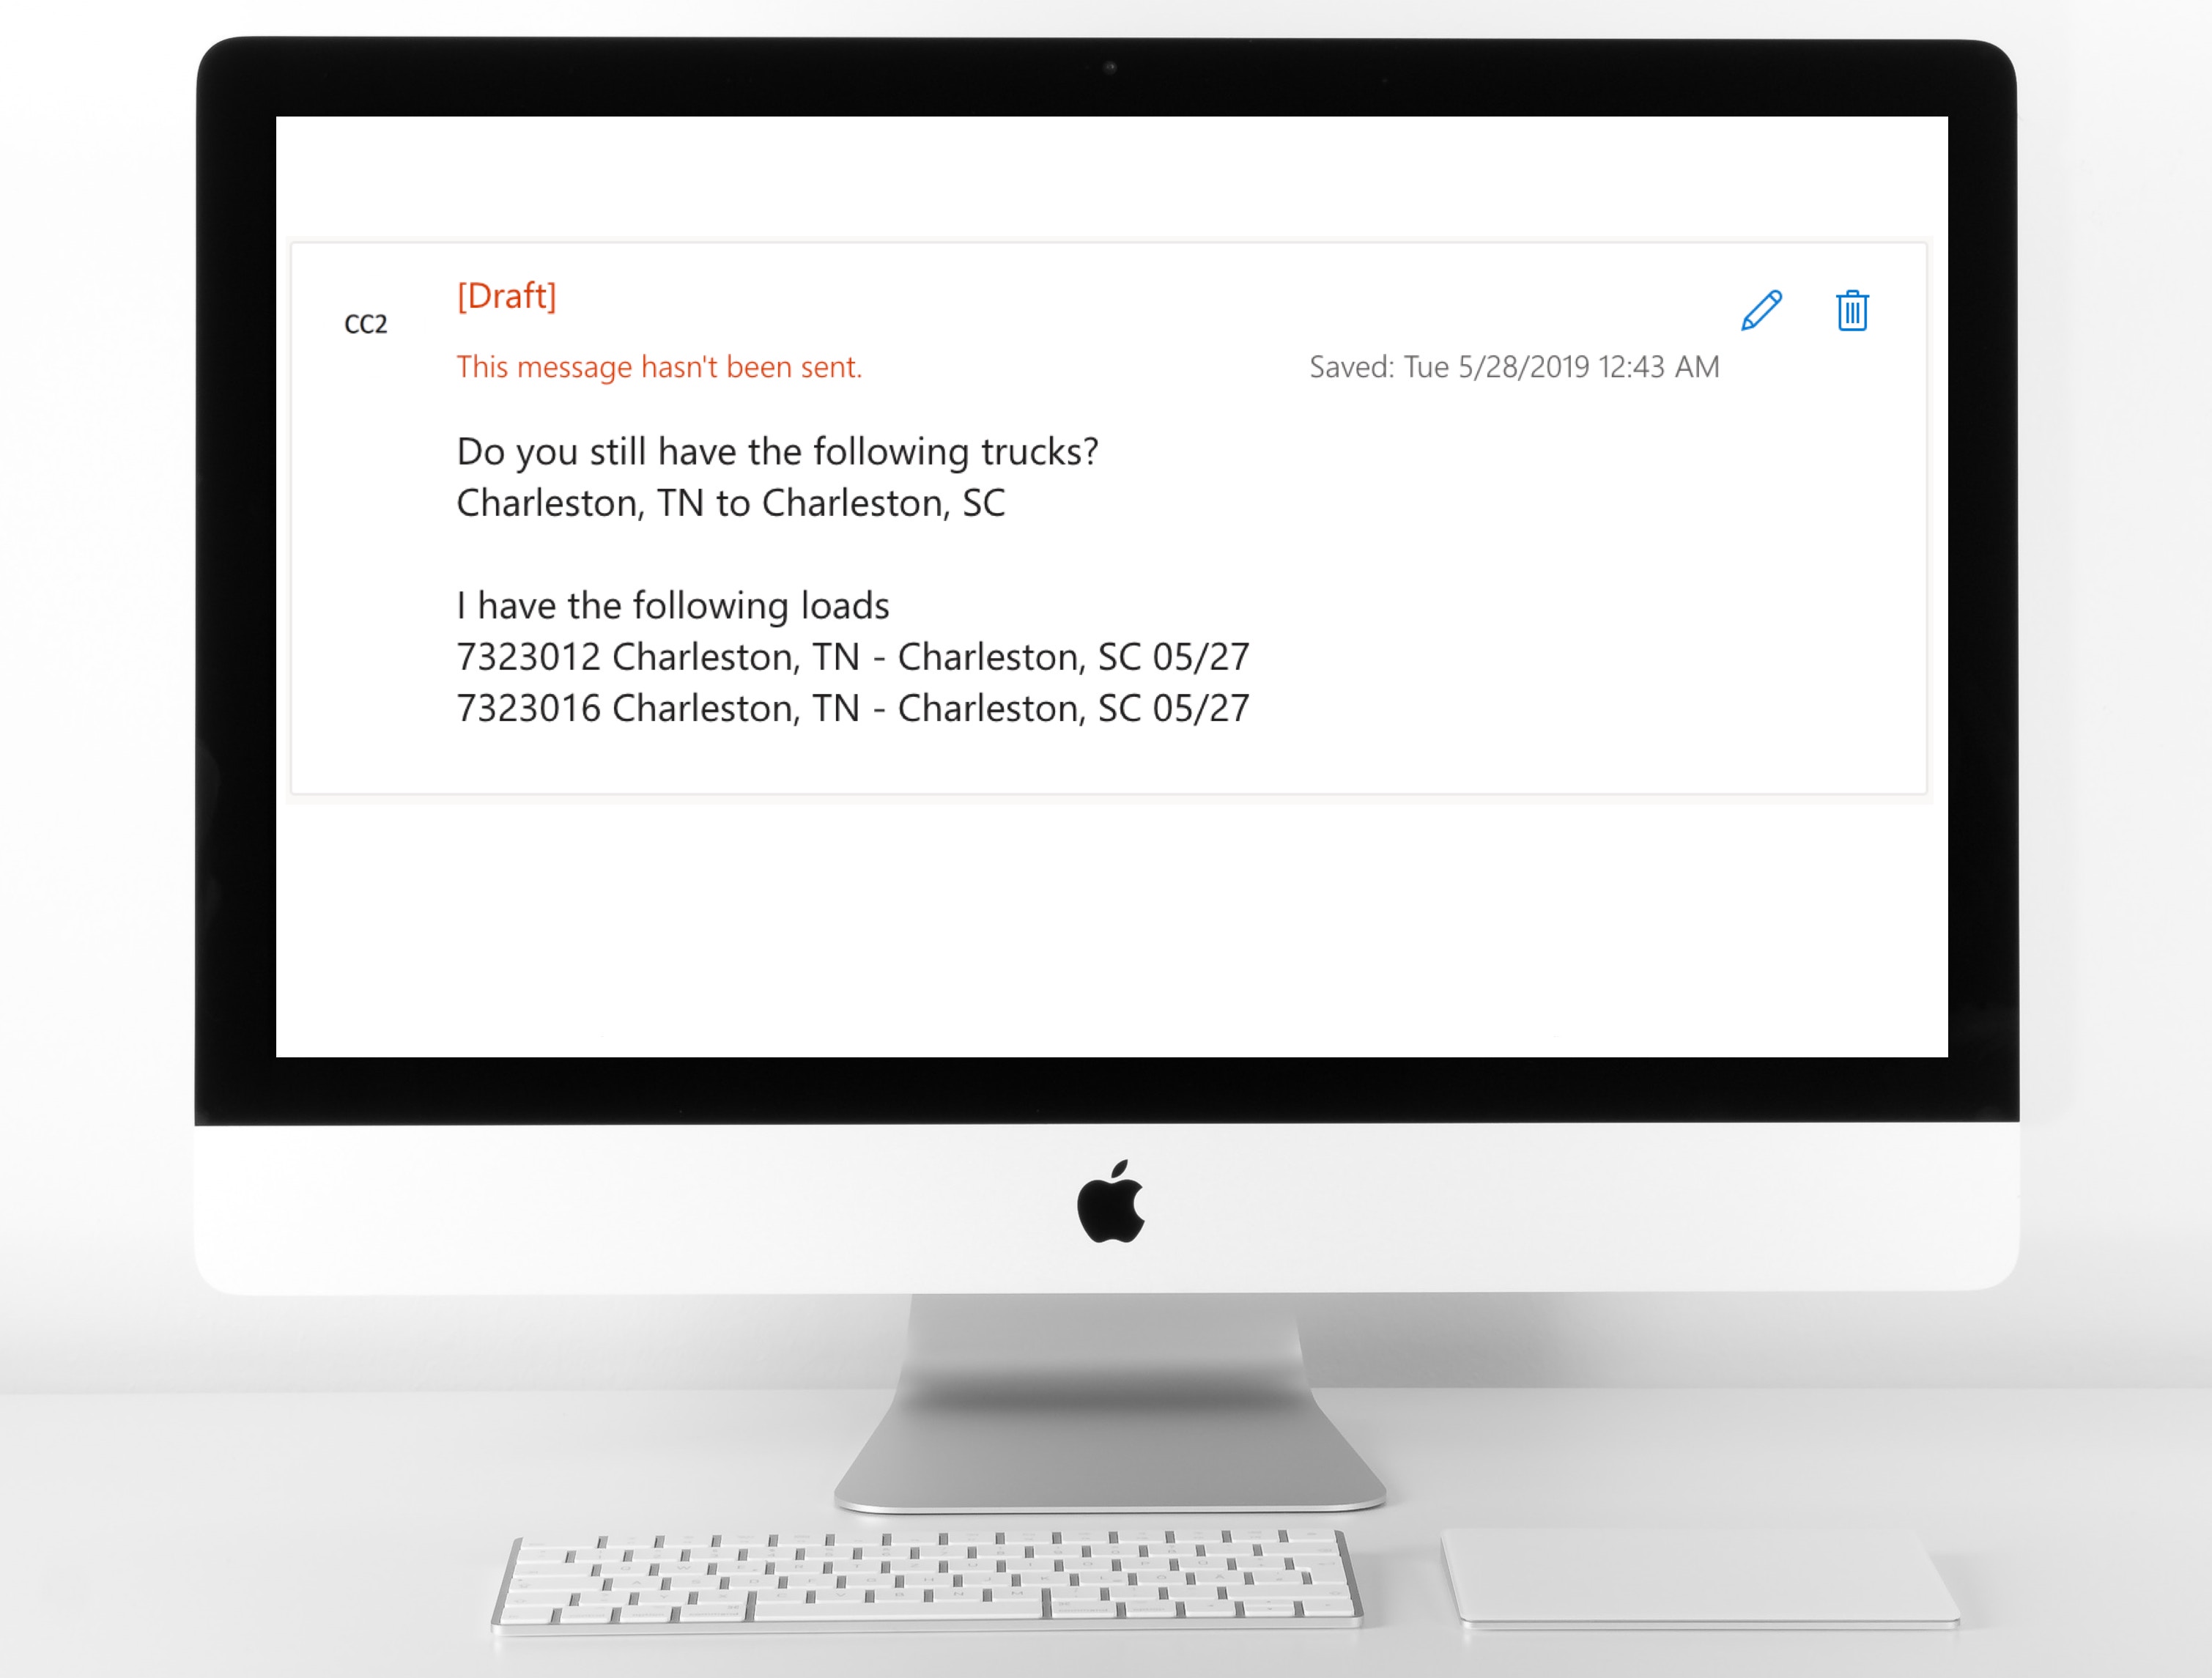 CC2
[Draft]
This message hasn't been sent.
Saved: Tue 5/28/2019 12:43 AM
Do you still have the following trucks?
Charleston, TN to Charleston, SC
I have the following loads
7323012 Charleston, TN - Charleston, SC 05/27
7323016 Charleston, TN - Charleston, SC 05/27